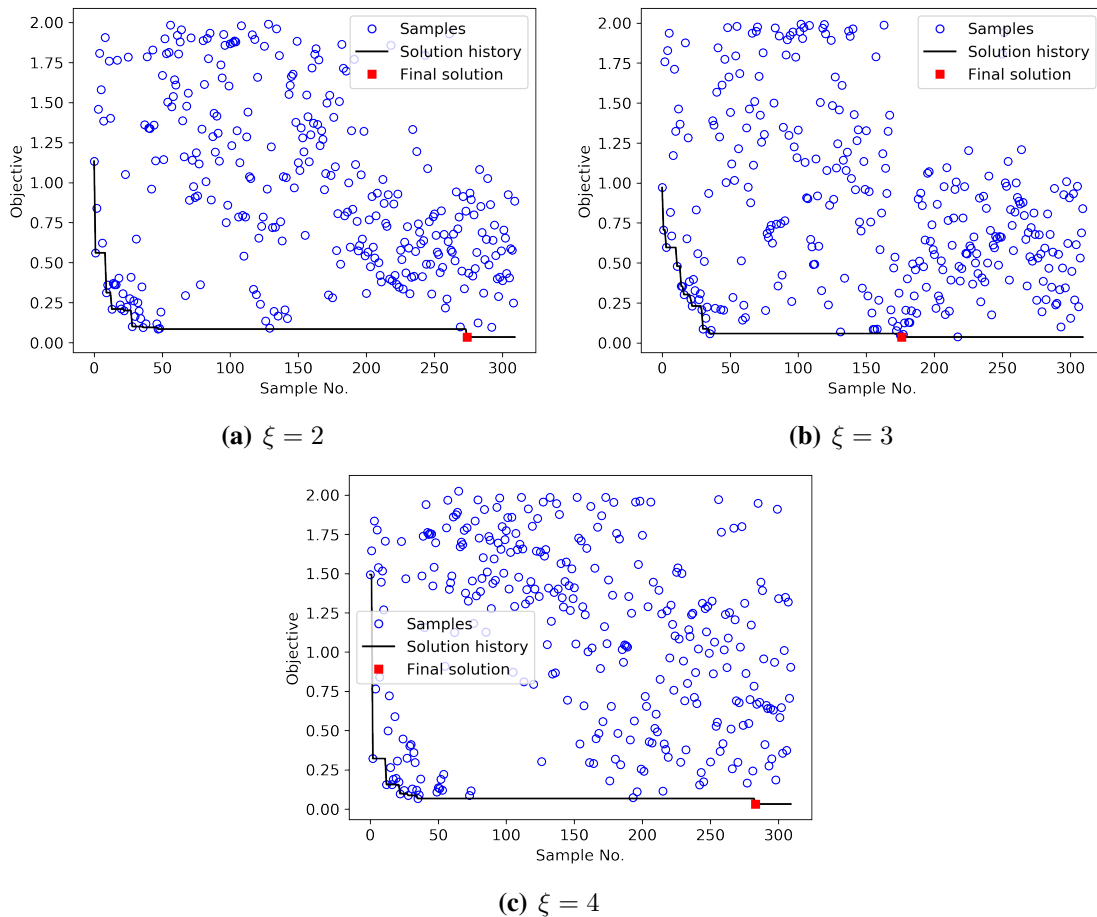 2.00
1.75
1.50
1.25
1.00
0.75
0.50
0.25
0.00
Objective
Samples
Solution history
Final solution
0 50 100 150 200 250 300
Sample No.
(a) ξ = 2
2.00
1.75
1.50
1.25
1.00
0.75
0.50
0.25
0.00
Objective
Samples
Solution history
Final solution
0 50 100 150 200 250 300
Sample No.
(b) ξ = 3
2.00
1.75
1.50
1.25
1.00
0.75
0.50
0.25
0.00
Objective
Samples
Solution history
Final solution
0 50 100 150 200 250 300
Sample No.
(c) ξ = 4